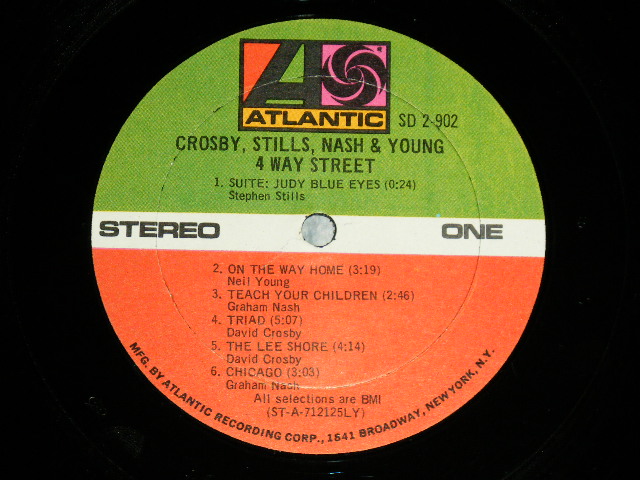 ATLANTIC
SD 2-902
CROSBY, STILLS, NASH & YOUNG
4 WAY STREET
1. SUITE: JUDY BLUE EYES (0:24)
Stephen Stills
STEREO ONE
2. ON THE WAY HOME (3:19)
Neil Young
3. TEACH YOUR CHILDREN (2:46)
Graham Nash
4. TRIAD (5:07)
David Crosby
5. THE LEE SHORE (4:14)
David Crosby
6. CHICAGO (3:03)
Graham Nash
All selections are BMI
(ST-A-712125LY)
MFG. BY ATLANTIC RECORDING CORP., 1841 BROADWAY, NEW YORK, N.Y.